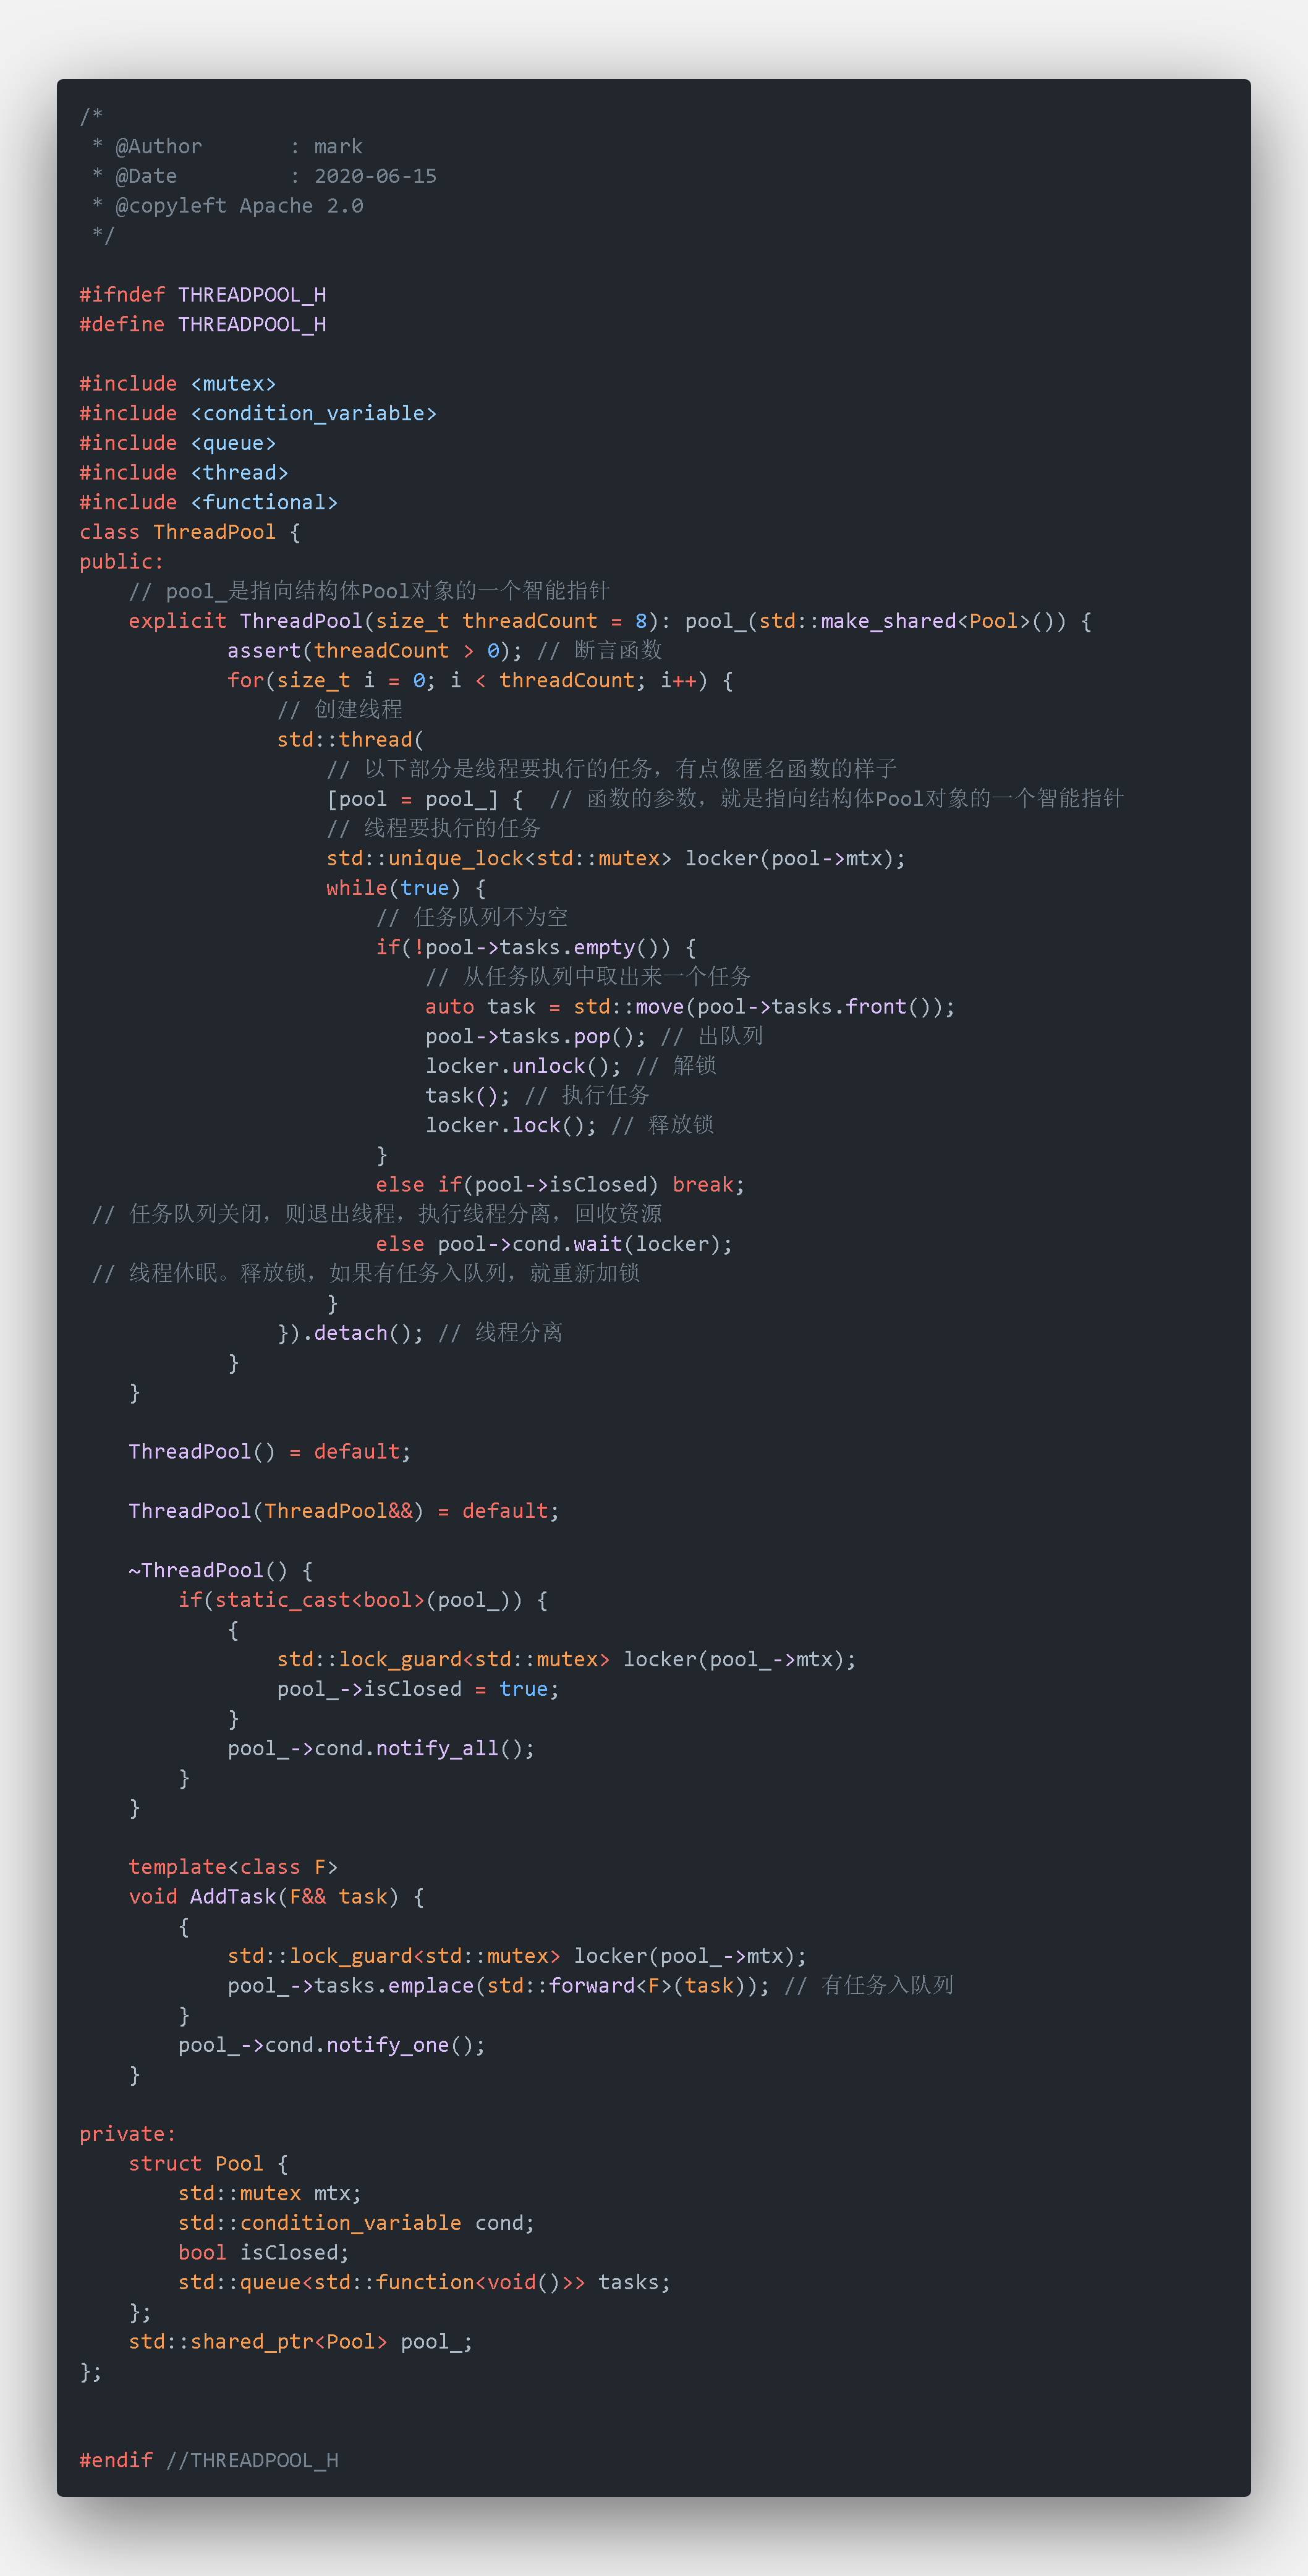 /*
 * @Author       : mark
 * @Date         : 2020-06-15
 * @copyleft Apache 2.0
 */

#ifndef THREADPOOL_H
#define THREADPOOL_H

#include <mutex>
#include <condition_variable>
#include <queue>
#include <thread>
#include <functional>
class ThreadPool {
public:
    // pool_是指向结构体Pool对象的一个智能指针
    explicit ThreadPool(size_t threadCount = 8): pool_(std::make_shared<Pool>()) {
            assert(threadCount > 0); // 断言函数
            for(size_t i = 0; i < threadCount; i++) {
                // 创建线程
                std::thread(
                    // 以下部分是线程要执行的任务，有点像匿名函数的样子
                    [pool = pool_] {  // 函数的参数，就是指向结构体Pool对象的一个智能指针
                    // 线程要执行的任务
                    std::unique_lock<std::mutex> locker(pool->mtx);
                    while(true) {
                        // 任务队列不为空
                        if(!pool->tasks.empty()) {
                            // 从任务队列中取出来一个任务
                            auto task = std::move(pool->tasks.front());
                            pool->tasks.pop(); // 出队列
                            locker.unlock(); // 解锁
                            task(); // 执行任务
                            locker.lock(); // 释放锁
                        }
                        else if(pool->isClosed) break;
 // 任务队列关闭，则退出线程，执行线程分离，回收资源
                        else pool->cond.wait(locker);
 // 线程休眠。释放锁，如果有任务入队列，就重新加锁
                    }
                }).detach(); // 线程分离
            }
    }

    ThreadPool() = default;

    ThreadPool(ThreadPool&&) = default;

    ~ThreadPool() {
        if(static_cast<bool>(pool_)) {
            {
                std::lock_guard<std::mutex> locker(pool_->mtx);
                pool_->isClosed = true;
            }
            pool_->cond.notify_all();
        }
    }

    template<class F>
    void AddTask(F&& task) {
        {
            std::lock_guard<std::mutex> locker(pool_->mtx);
            pool_->tasks.emplace(std::forward<F>(task)); // 有任务入队列
        }
        pool_->cond.notify_one();
    }

private:
    struct Pool {
        std::mutex mtx;
        std::condition_variable cond;
        bool isClosed;
        std::queue<std::function<void()>> tasks;
    };
    std::shared_ptr<Pool> pool_;
};


#endif //THREADPOOL_H